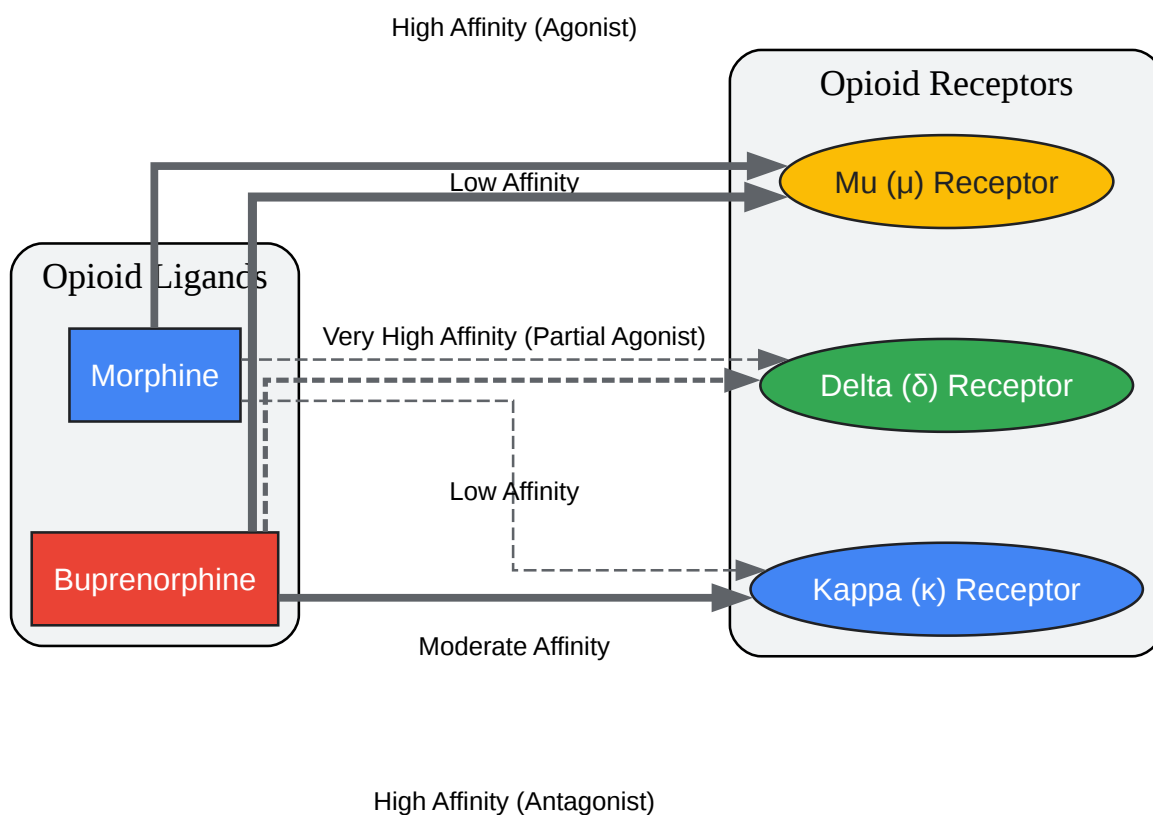 High Affinity (Agonist)
Opioid Receptors
Mu (μ) Receptor
Low Affinity
Opioid Ligands
Very High Affinity (Partial Agonist)
Morphine
Delta (δ) Receptor
Low Affinity
Buprenorphine
Kappa (κ) Receptor
Moderate Affinity
High Affinity (Antagonist)